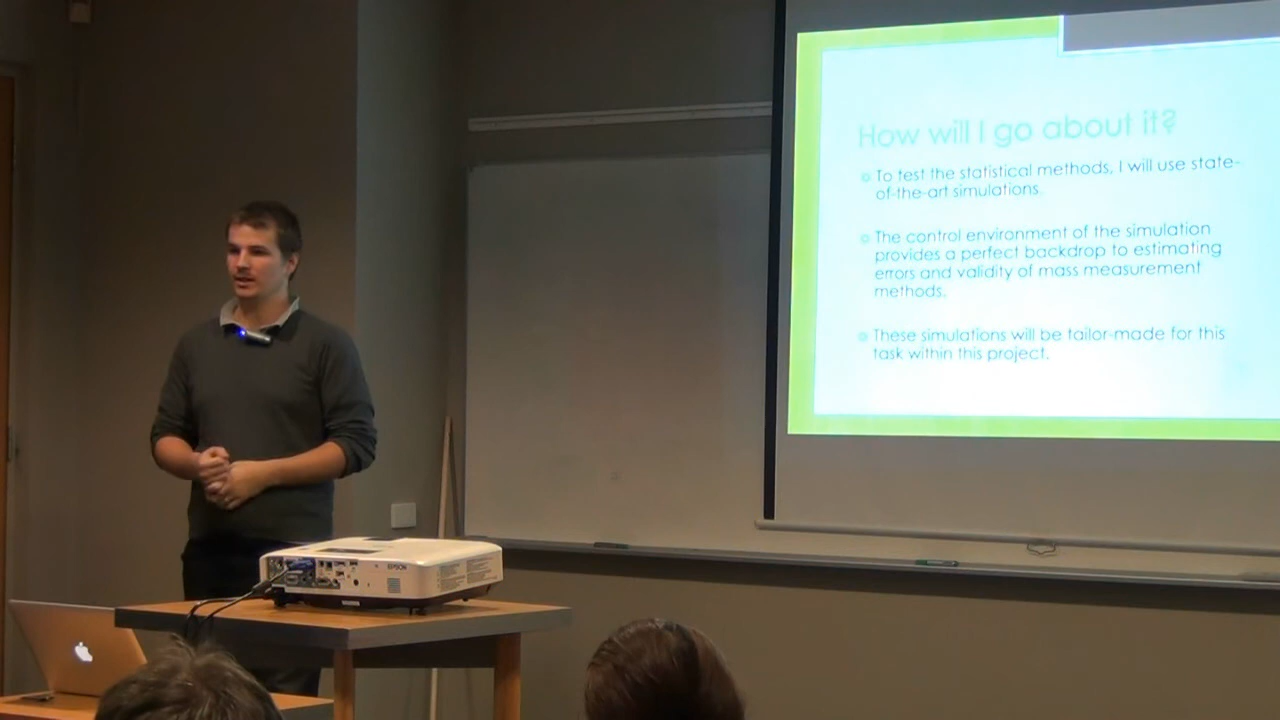 How will I go about it?
To test the statistical methods, I will use state-
of-the-art simulations.
The control environment of the simulation
provides a perfect backdrop to estimating
errors and validity of mass measurement
methods.
These simulations will be tailor-made for this
task within this project.
EPSON